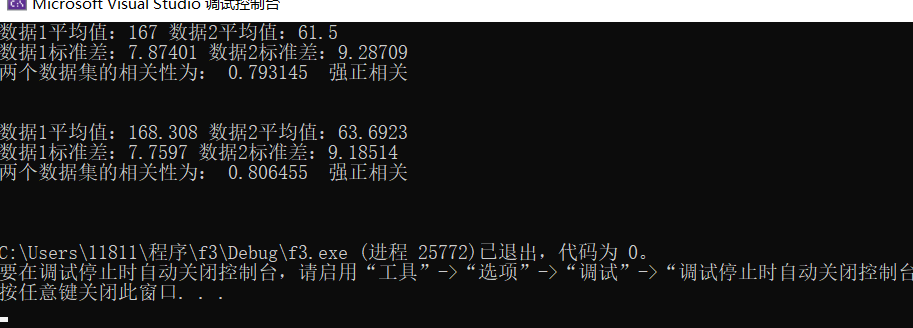 Microsoft Visual Studio 调试控制台
数据1平均值：167 数据2平均值：61.5
数据1标准差：7.87401 数据2标准差：9.28709
两个数据集的相关性为： 0.793145  强正相关
数据1平均值：168.308 数据2平均值：63.6923
数据1标准差：7.7597 数据2标准差：9.18514
两个数据集的相关性为： 0.806455  强正相关
C:\Users\11811\程序\f3\Debug\f3.exe (进程 25772)已退出，代码为 0。
要在调试停止时自动关闭控制台，请启用“工具”->“选项”->“调试”->“调试停止时自动关闭控制台
按任意键关闭此窗口. . .